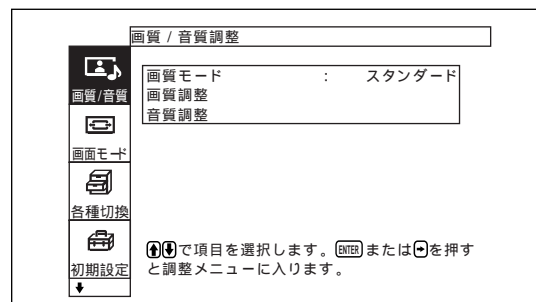 画質 / 音質調整
画質/音質
画面モード
各種切換
初期設定
画質モード : スタンダード
画質調整
音質調整
で項目を選択します。ENTERまたはを押す
と調整メニューに入ります。